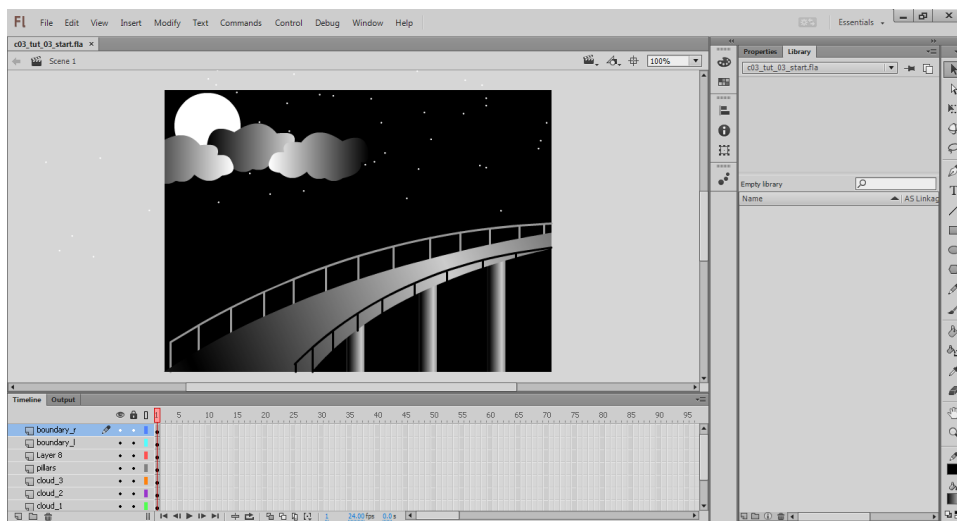 FL File Edit View Insert Modify Text Commands Control Debug Window Help Essentials
c03_tut_03_start.fla ×
Scene 1 100%
Properties Library
c03_tut_03_start.fla
Empty library
Name AS Linkag
Timeline Output
1 5 10 15 20 25 30 35 40 45 50 55 60 65 70 75 80 85 90 95
boundary_r
boundary_l
Layer 8
pillars
cloud_3
cloud_2
cloud_1
1 24.00 fps 0.0 s